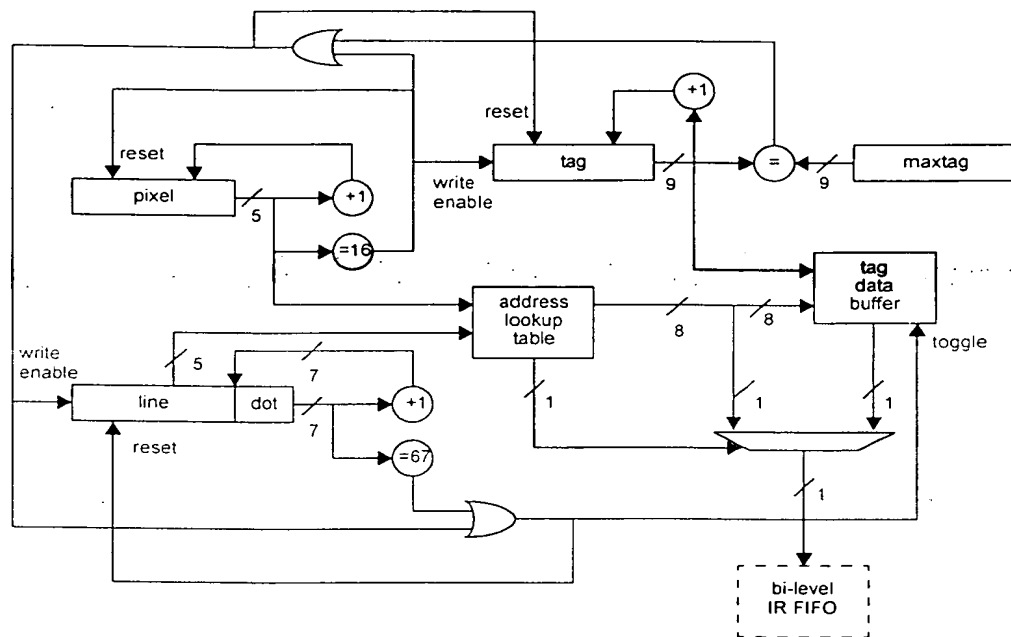 +1
reset
reset
tag
=
maxtag
9
9
write
enable
pixel
5
+1
=16
tag
data
buffer
address
lookup
table
8
8
toggle
write
enable
5
7
1
1
1
line
dot
7
+1
reset
=67
1
bi-level
IR FIFO